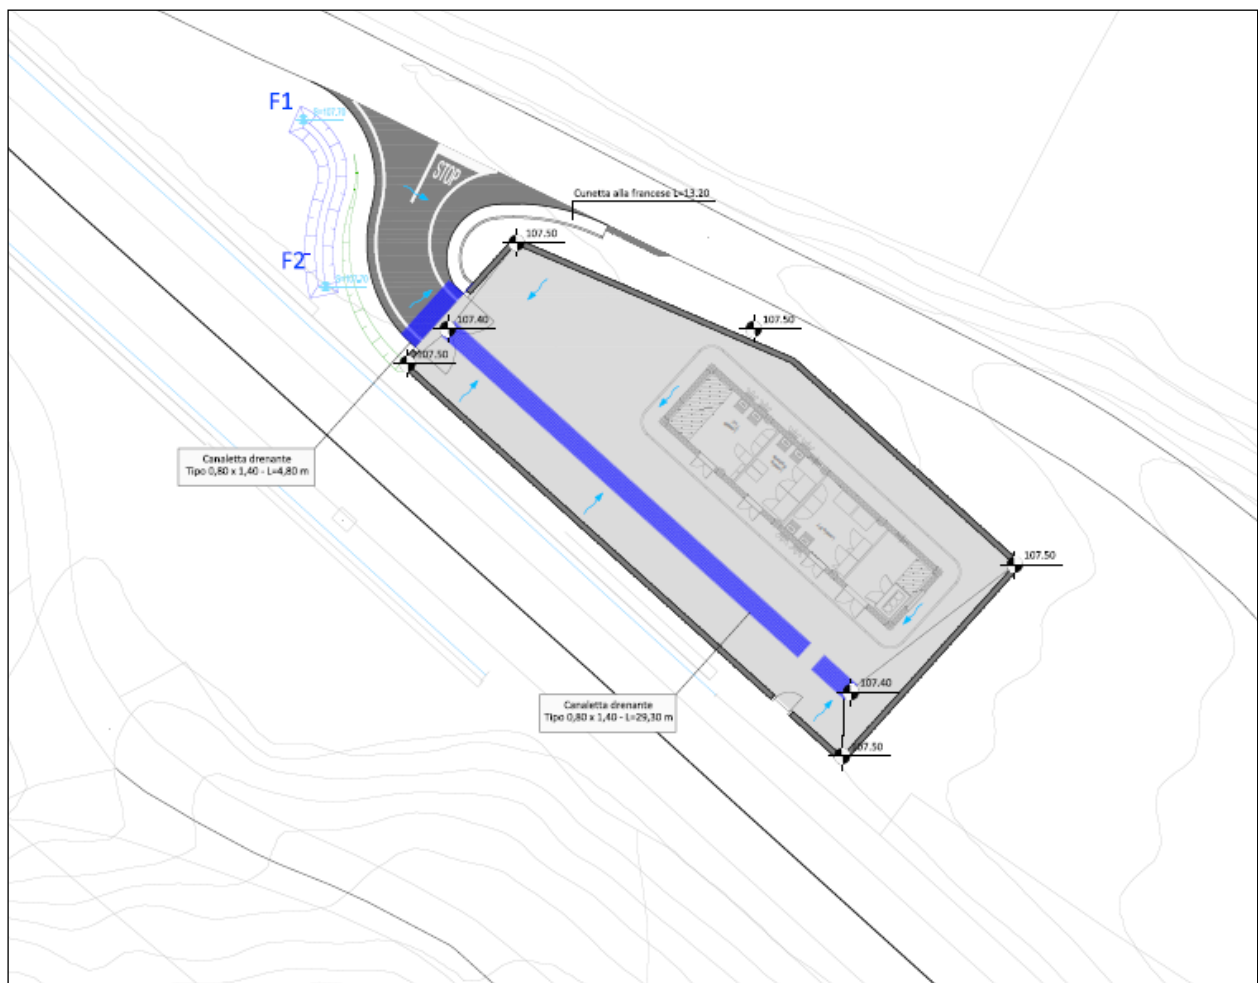 F1
STOP
Cunetta alla francese L=13.20
107.50
F2
107.40
107.50
107.50
Canaletta drenante
Tipo 0,80 x 1,40 - L=4,80 m
107.50
107.40
Canaletta drenante
Tipo 0,80 x 1,40 - L=29,30 m
107.50